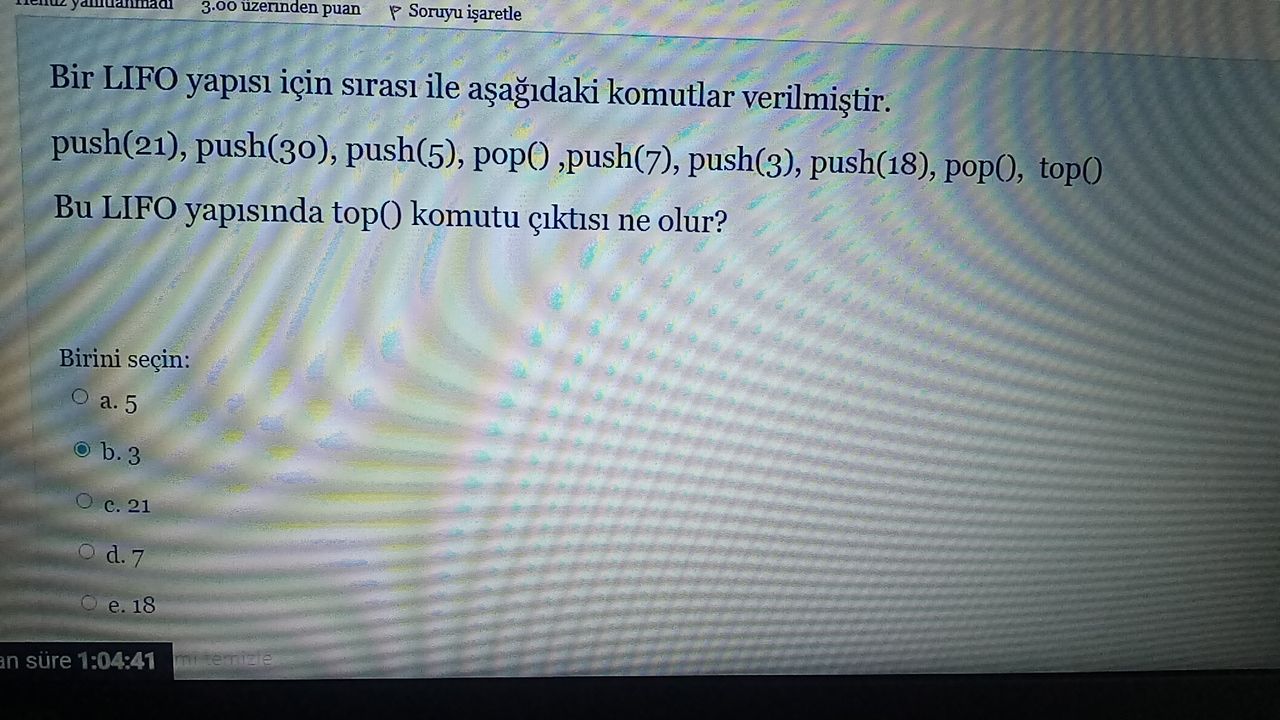 yanıtlanmadı 3.00 üzerinden puan Soruyu işaretle
Bir LIFO yapısı için sırası ile aşağıdaki komutlar verilmiştir.
push(21), push(30), push(5), pop() ,push(7), push(3), push(18), pop(), top()
Bu LIFO yapısında top() komutu çıktısı ne olur?
Birini seçin:
a. 5
b. 3
c. 21
d. 7
e. 18
an süre 1:04:41 mi temizle